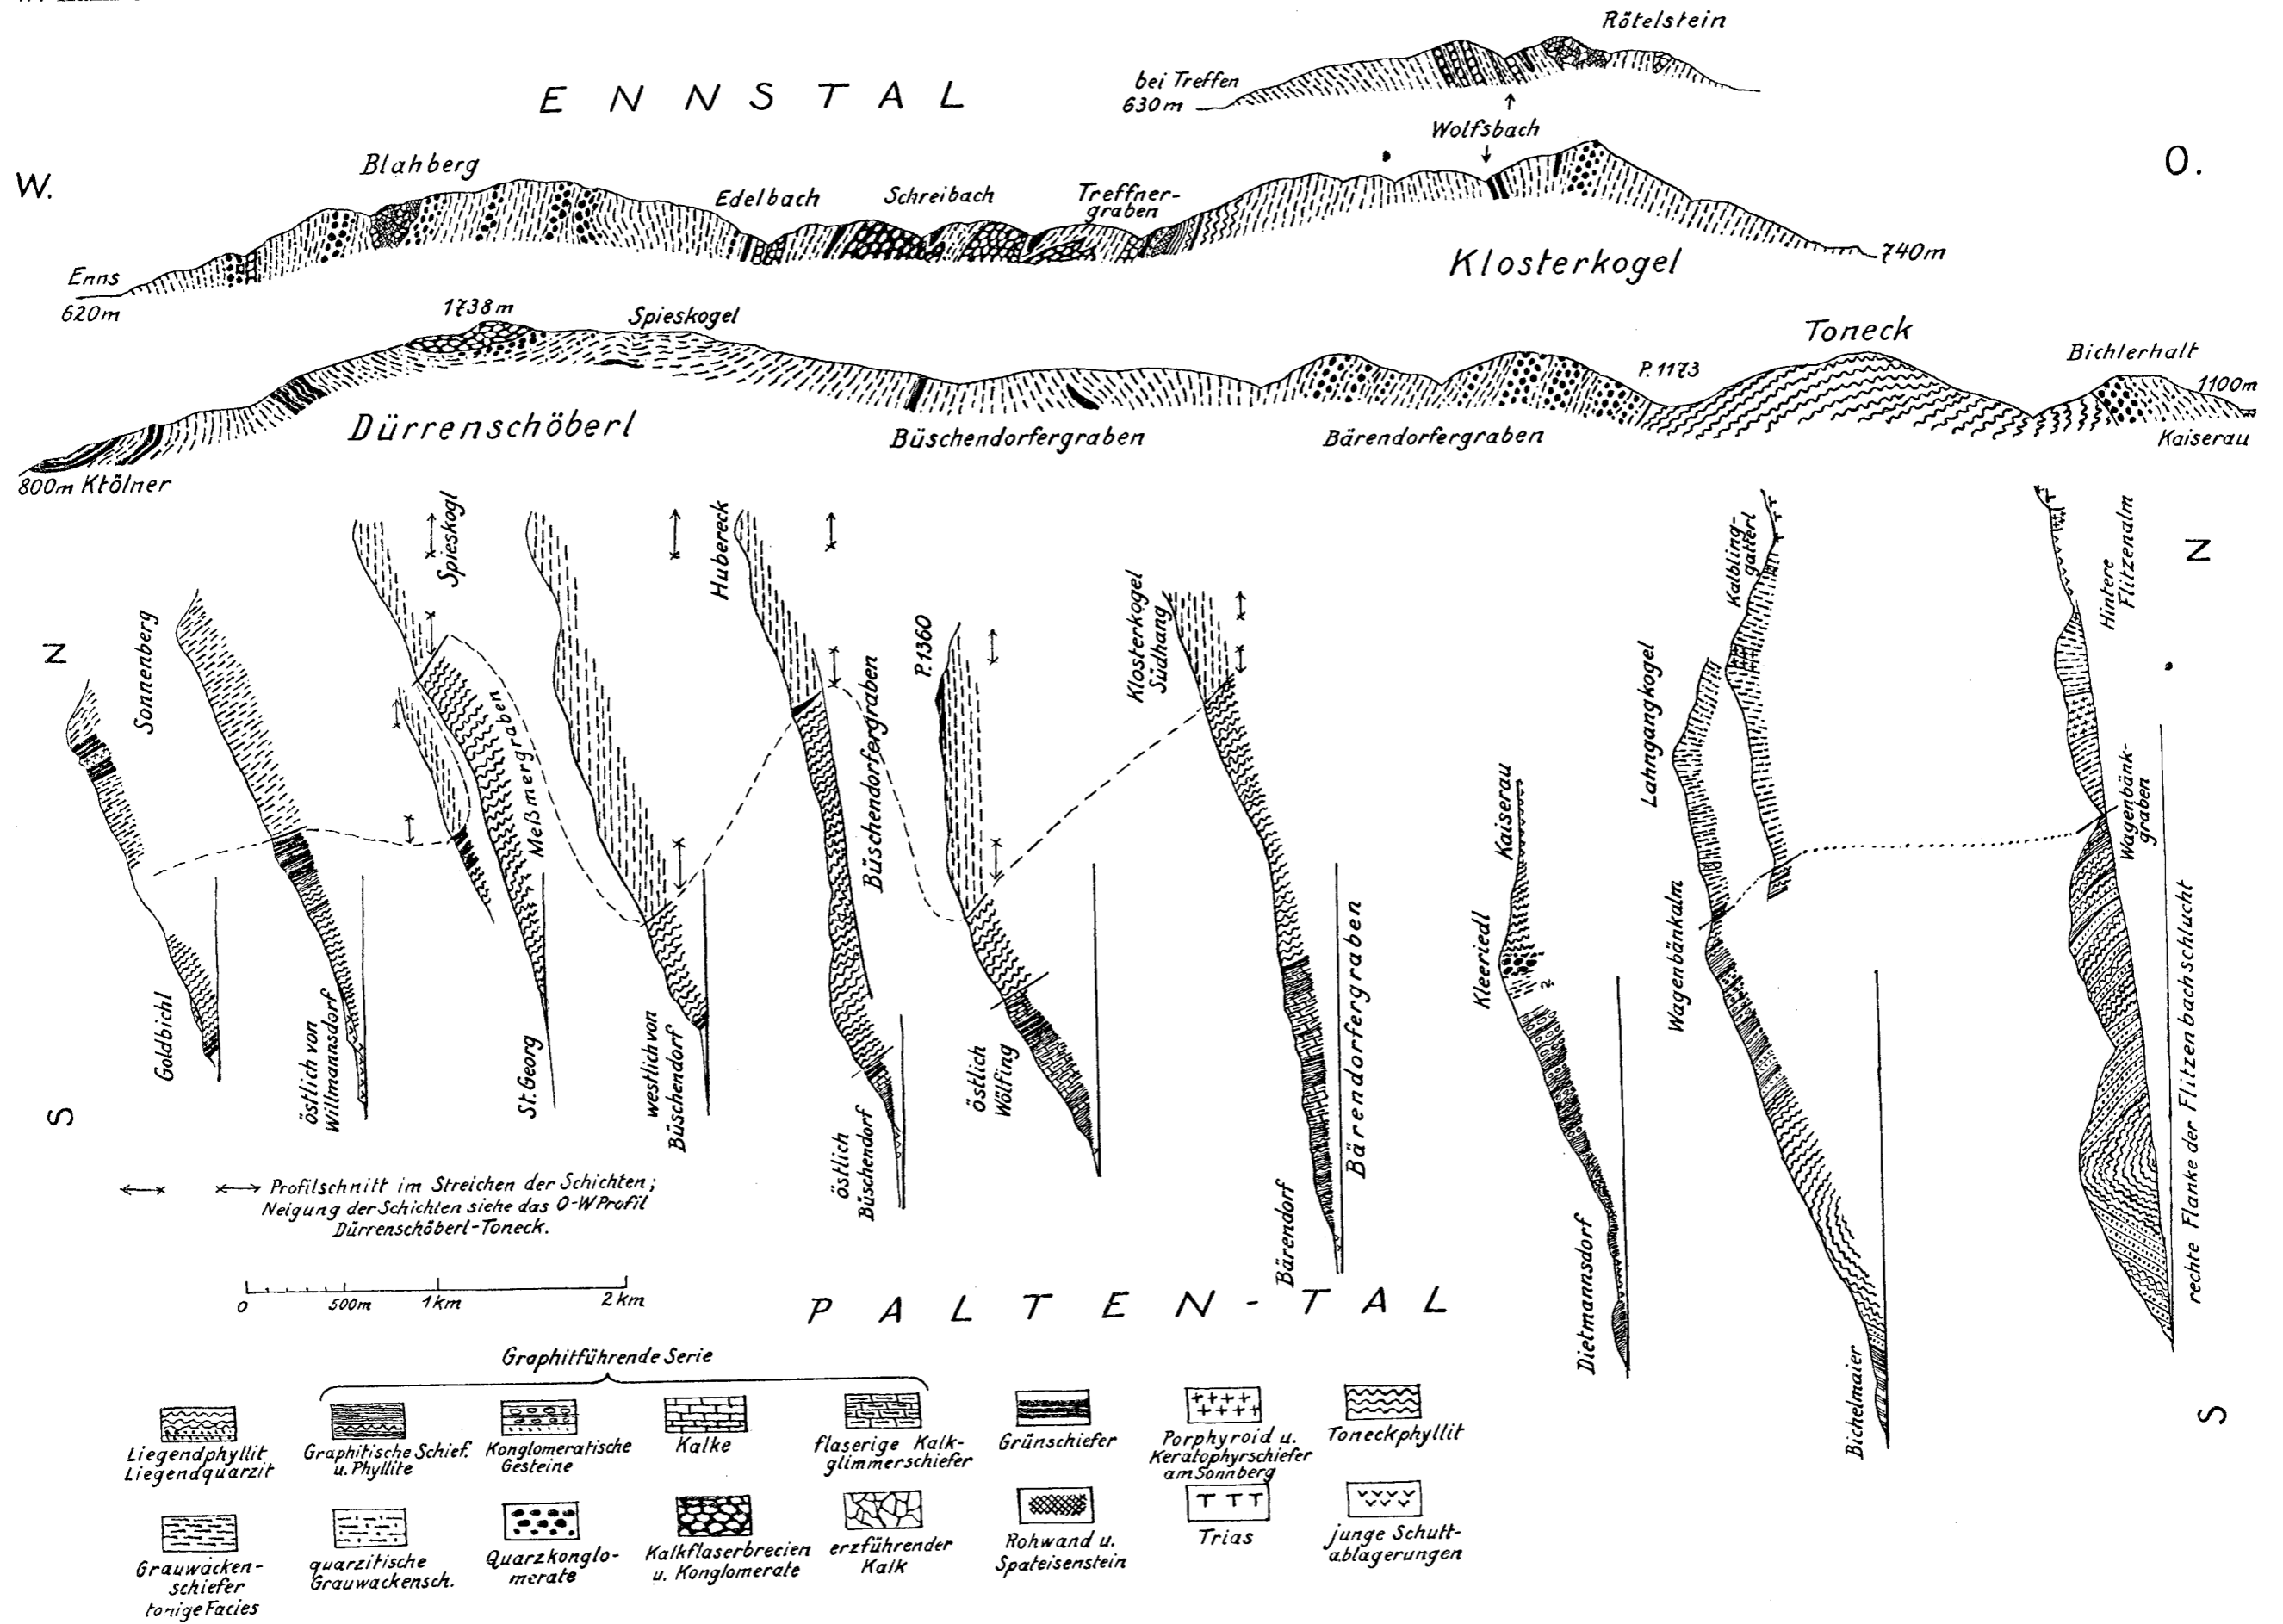 Rötelstein
bei Treffen
630m
ENNSTAL
Wolfsbach
W.
O.
Blahberg
Edelbach
Schreibach
Treffner-
graben
Klosterkogel
740m
Enns
620m
1738m
Spieskogel
Toneck
Bichlerhalt
P.1173
1100m
Dürrenschöberl
Büschendorfergraben
Bärendorfergraben
Kaiserau
800m Ktölner
N
S
Goldbichl
Sonnenberg
östlich von
Willmannsdorf
Spieskogl
Meßmergraben
St.Georg
westlich von
Büschendorf
Hubereck
Büschendorfergraben
östlich
Büschendorf
P.1360
östlich
Wölfing
Klosterkogel
Südhang
Bärendorf
Bärendorfergraben
Kaiserau
Kleeriedl
Dietmannsdorf
Kalbling-
gatterl
Lahngangkogel
Wagenbänkalm
Bichelmaier
Hintere
Flitzenalm
Wagenbänk-
graben
rechte Flanke der Flitzenbachschlucht
N
S
Profilschnitt im Streichen der Schichten;
Neigung der Schichten siehe das O-W Profil
Dürrenschöberl-Toneck.
0 500m 1km 2km
PALTEN-TAL
Graphitführende Serie
Liegendphyllit
Liegendquarzit
Graphitische Schief.
u. Phyllite
Konglomeratische
Gesteine
Kalke
flaserige Kalk-
glimmerschiefer
Grünschiefer
Porphyroid u.
Keratophyrschiefer
am Sonnberg
Toneckphyllit
Grauwacken-
schiefer
tonige Facies
quarzitische
Grauwackensch.
Quarzkonglo-
merate
Kalkflaserbrecien
u. Konglomerate
erzführender
Kalk
Rohwand u.
Spateisenstein
Trias
junge Schutt-
ablagerungen